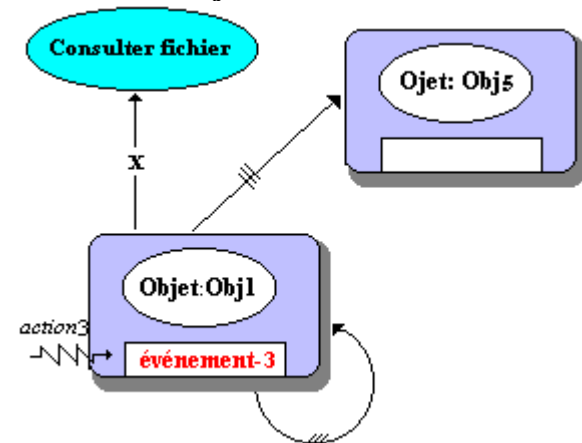 Consulter fichier
Ojet: Obj5
x
Objet:Obj1
action3
événement-3